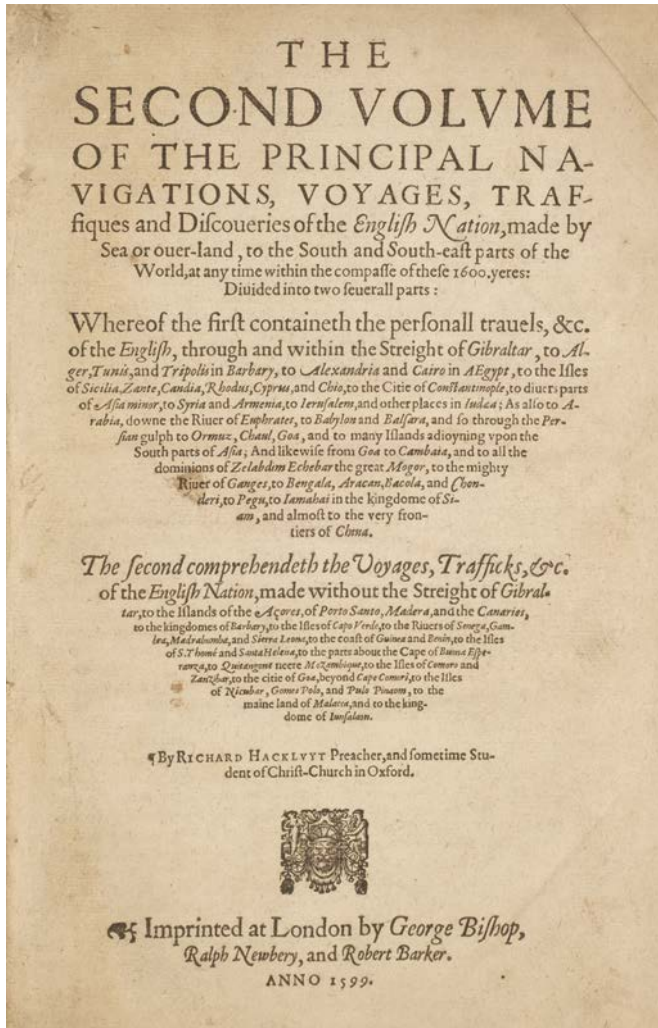 THE
SECOND VOLVME
OF THE PRINCIPAL NA-
VIGATIONS, VOYAGES, TRAF-
fiques and Diſcoueries of the Engliſh Nation, made by
Sea or ouer-land, to the South and South-eaſt parts of the
World, at any time within the compaſſe of theſe 1600. yeres:
Diuided into two ſeuerall parts:
Whereof the firſt containeth the perſonall trauels, &c.
of the Engliſh, through and within the Streight of Gibraltar, to Al-
ger, Tunis, and Tripolis in Barbary, to Alexandria and Cairo in AEgypt, to the Iſles
of Sicilia, Zante, Candia, Rhodus, Cyprus, and Chio, to the Citie of Conſtantinople, to diuers parts
of Aſia minor, to Syria and Armenia, to Ieruſalem, and other places in Iudæa; As alſo to A-
rabia, downe the Riuer of Euphrates, to Babylon and Balſara, and ſo through the Per-
ſian gulph to Ormuz, Chaul, Goa, and to many Iſlands adioyning vpon the
South parts of Aſia; And likewiſe from Goa to Cambaia, and to all the
dominions of Zelabdim Echebar the great Mogor, to the mighty
Riuer of Ganges, to Bengala, Aracan, Bacola, and Chon-
deri, to Pegu, to Iamahai in the kingdome of Si-
am, and almoſt to the very fron-
tiers of China.
The ſecond comprehendeth the Voyages, Trafficks, &c.
of the Engliſh Nation, made without the Streight of Gibral-
tar, to the Iſlands of the Açores, of Porto Santo, Madera, and the Canaries,
to the kingdomes of Barbary, to the Iſles of Capo Verde, to the Riuers of Senega, Gam-
bra, Madrabumba, and Sierra Leona, to the coaſt of Guinea and Benin, to the Iſles
of S. Thomé and Santa Helena, to the parts about the Cape of Buena Eſpe-
ranza, to Quitangone neere Mozambique, to the Iſles of Comoro and
Zanzibar, to the citie of Goa, beyond Cape Comori, to the Iſles
of Nicubar, Gomes Polo, and Pulo Pinaom, to the
maine land of Malacca, and to the king-
dome of Iunſalaom.
¶ By RICHARD HACKLVYT Preacher, and ſometime Stu-
dent of Chriſt-Church in Oxford.
Imprinted at London by George Biſhop,
Ralph Newbery, and Robert Barker.
ANNO 1599.